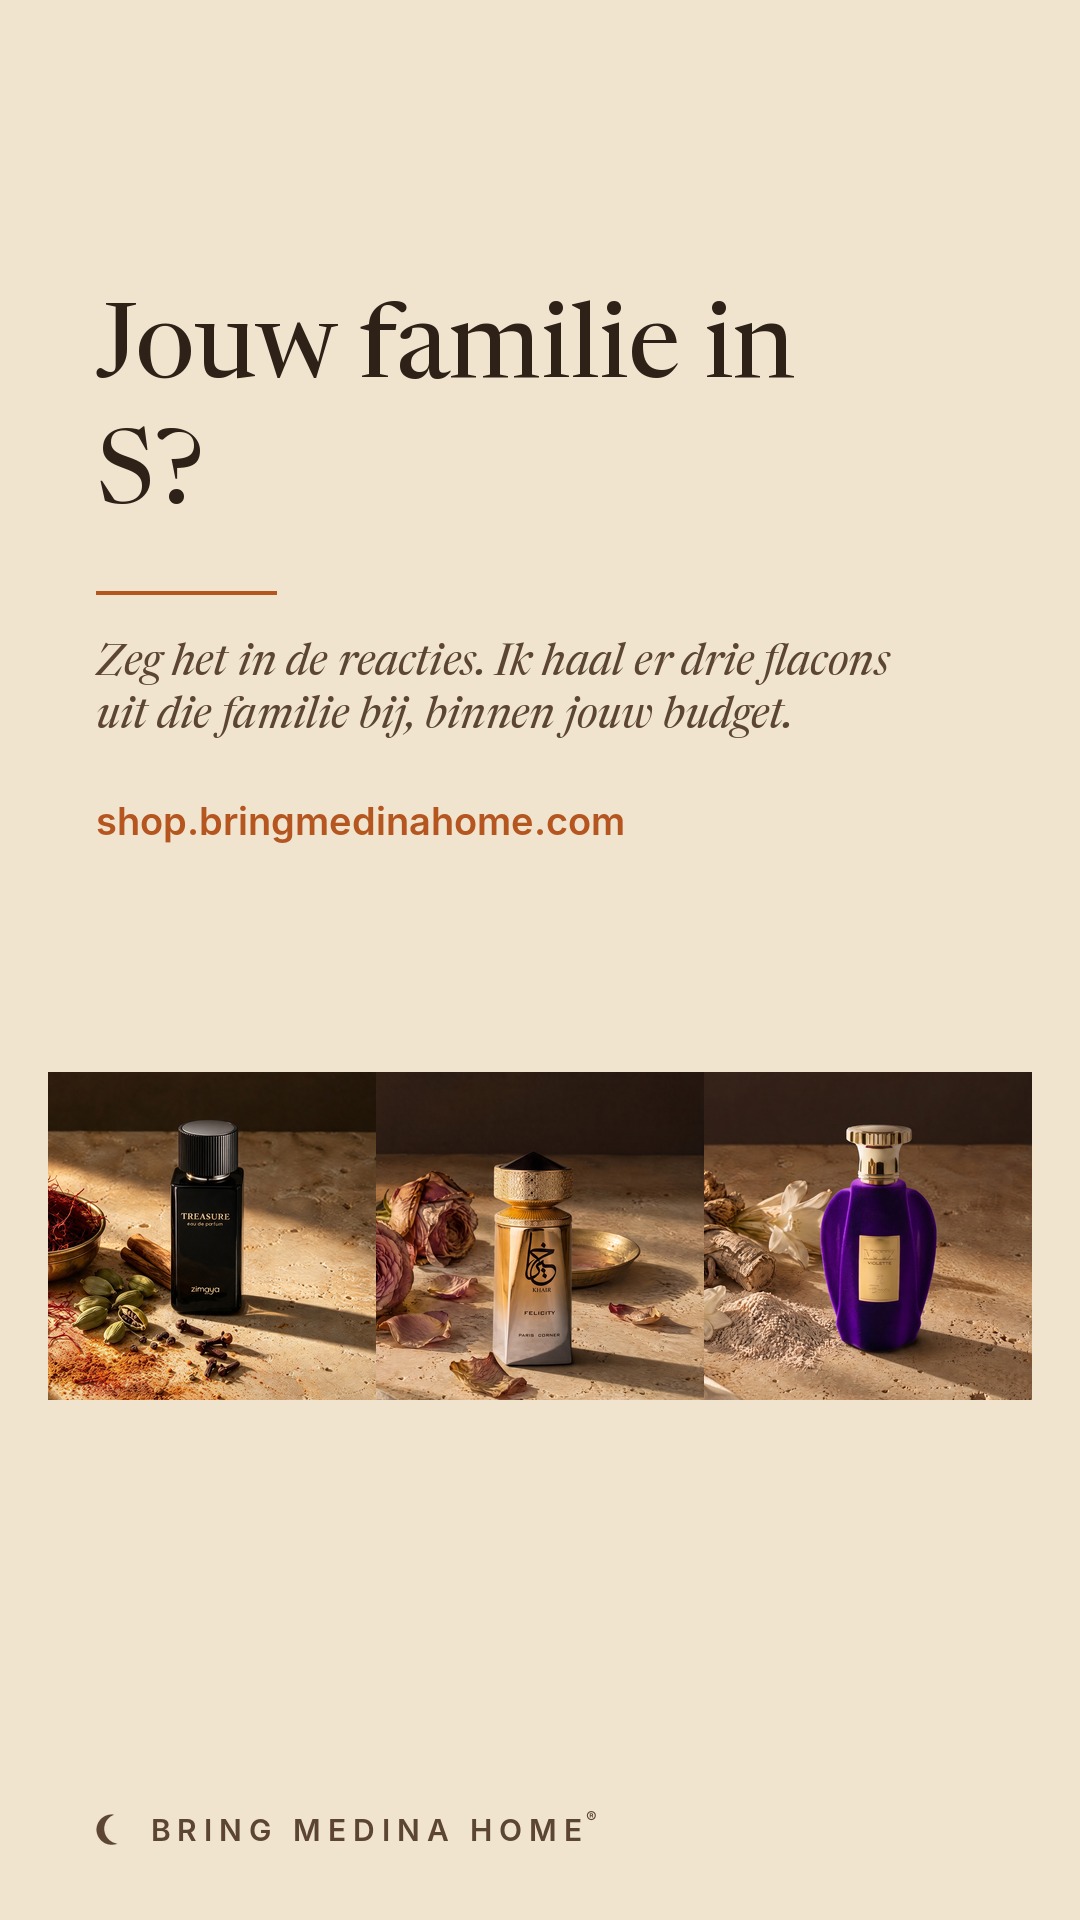 Jouw familie in
S?
Zeg het in de reacties. Ik haal er drie flacons
uit die familie bij, binnen jouw budget.
shop.bringmedinahome.com
TREASURE
eau de parfum
zimaya
خير
KHAIR
FELICITY
PARIS CORNER
VIOLETTE
BRING MEDINA HOME®